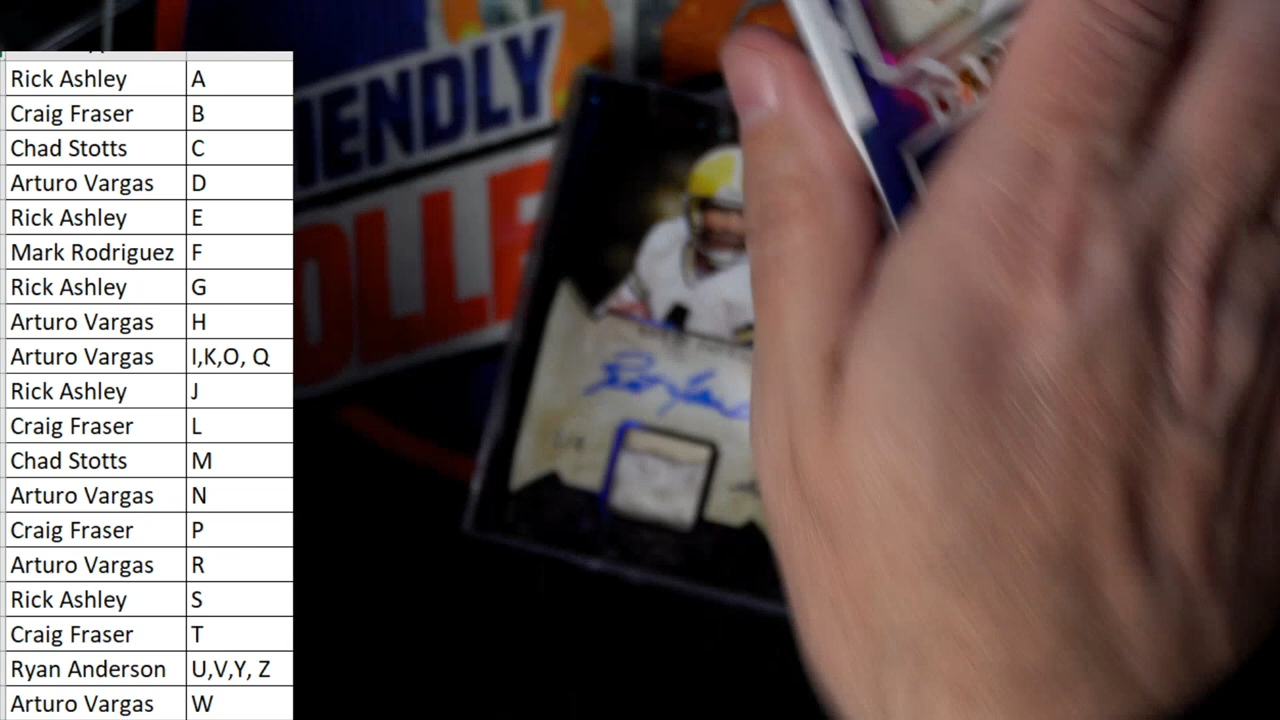 Rick Ashley A
Craig Fraser B
Chad Stotts C
Arturo Vargas D
Rick Ashley E
Mark Rodriguez F
Rick Ashley G
Arturo Vargas H
Arturo Vargas I,K,O, Q
Rick Ashley J
Craig Fraser L
Chad Stotts M
Arturo Vargas N
Craig Fraser P
Arturo Vargas R
Rick Ashley S
Craig Fraser T
Ryan Anderson U,V,Y, Z
Arturo Vargas W
ENDLY
OLLE